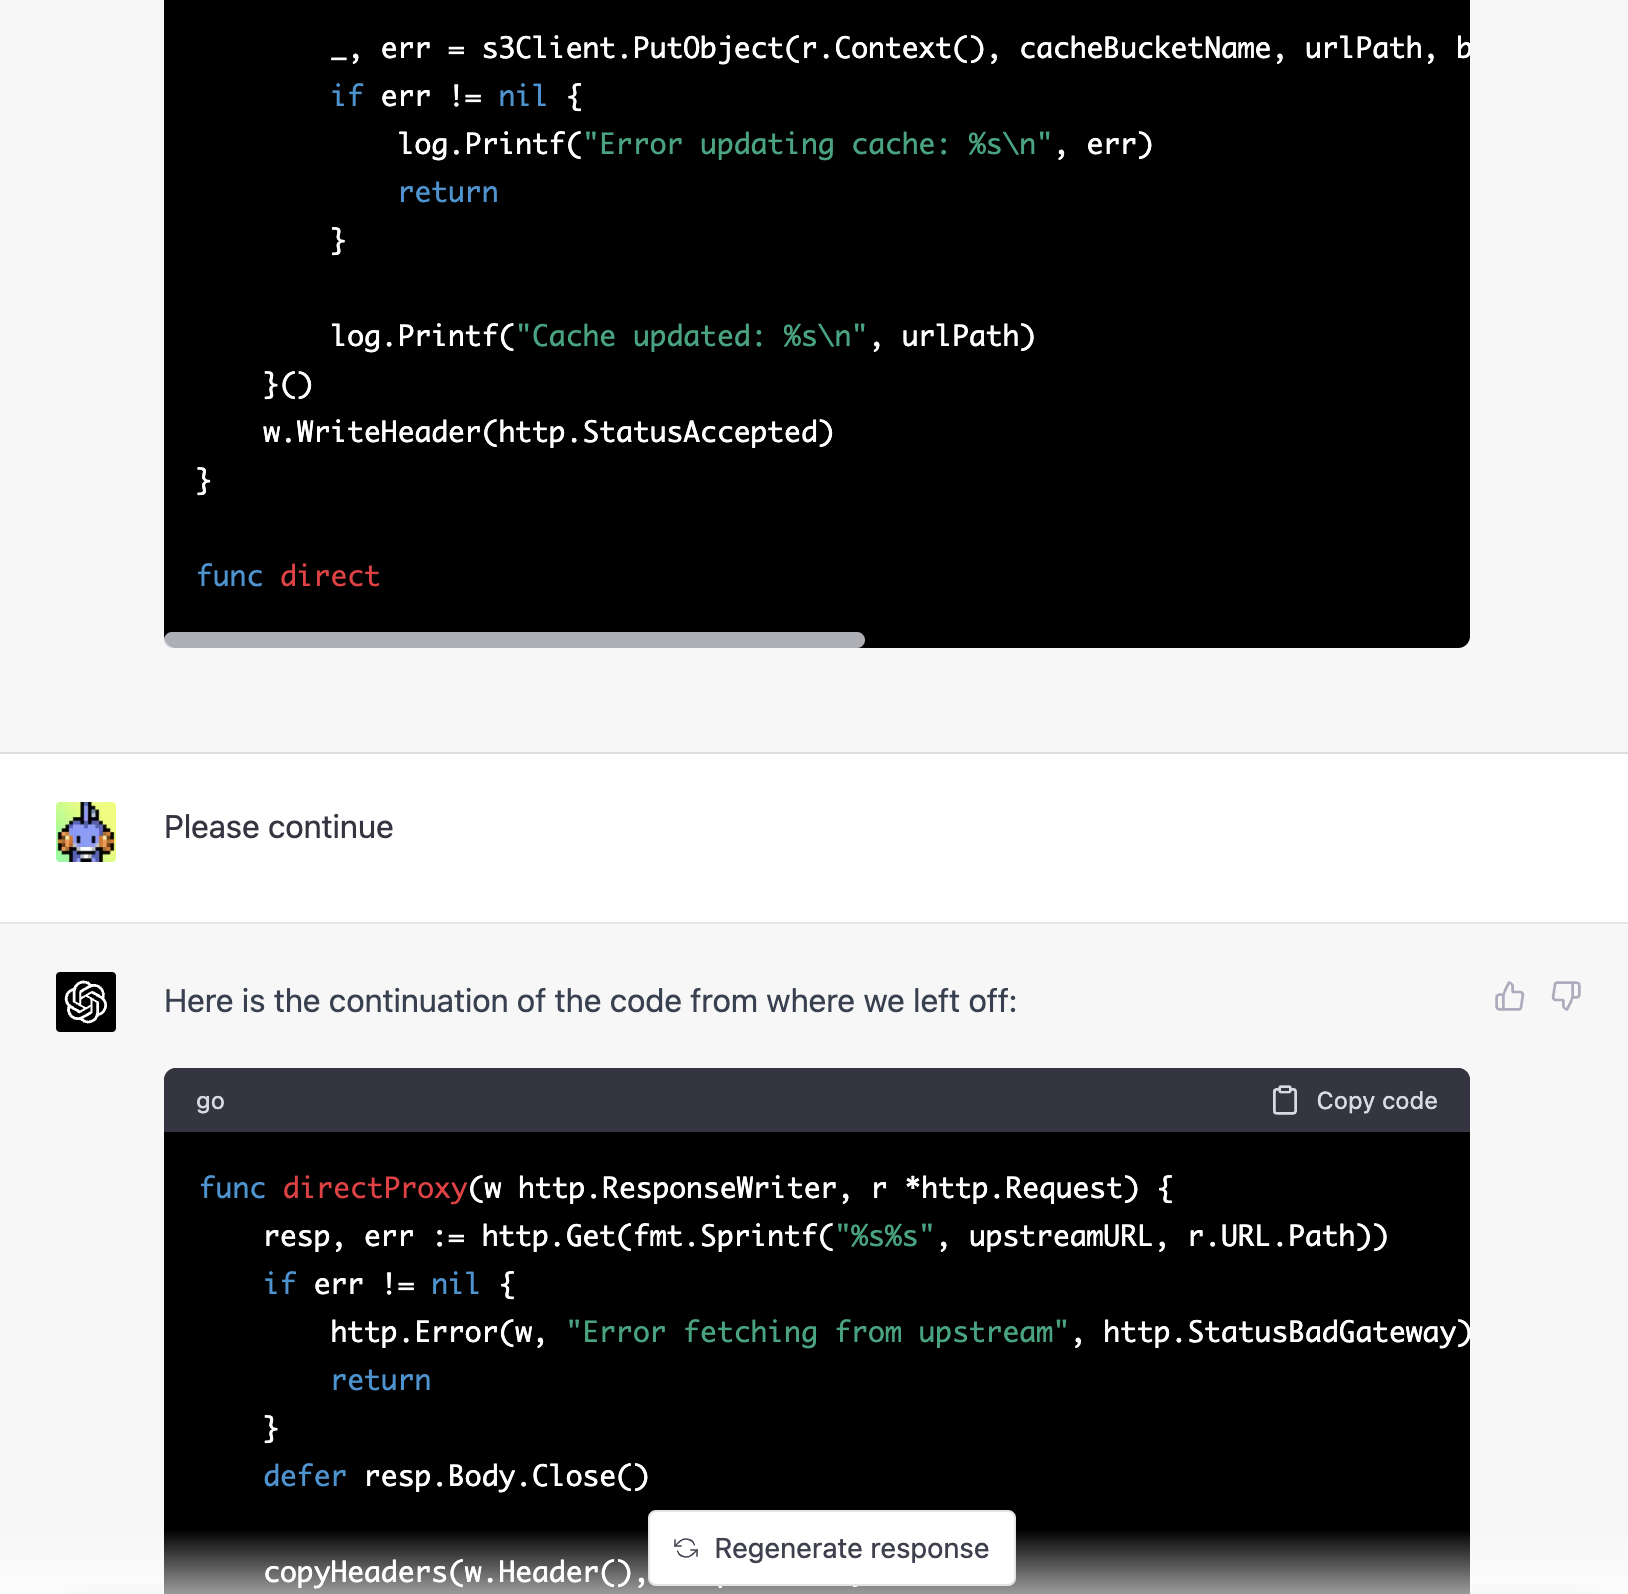 _, err = s3Client.PutObject(r.Context(), cacheBucketName, urlPath, b
if err != nil {
log.Printf("Error updating cache: %s\n", err)
return
}
log.Printf("Cache updated: %s\n", urlPath)
}()
w.WriteHeader(http.StatusAccepted)
}
func direct
Please continue
Here is the continuation of the code from where we left off:
go
Copy code
func directProxy(w http.ResponseWriter, r *http.Request) {
resp, err := http.Get(fmt.Sprintf("%s%s", upstreamURL, r.URL.Path))
if err != nil {
http.Error(w, "Error fetching from upstream", http.StatusBadGateway)
return
}
defer resp.Body.Close()
copyHeaders(w.Header(),
Regenerate response